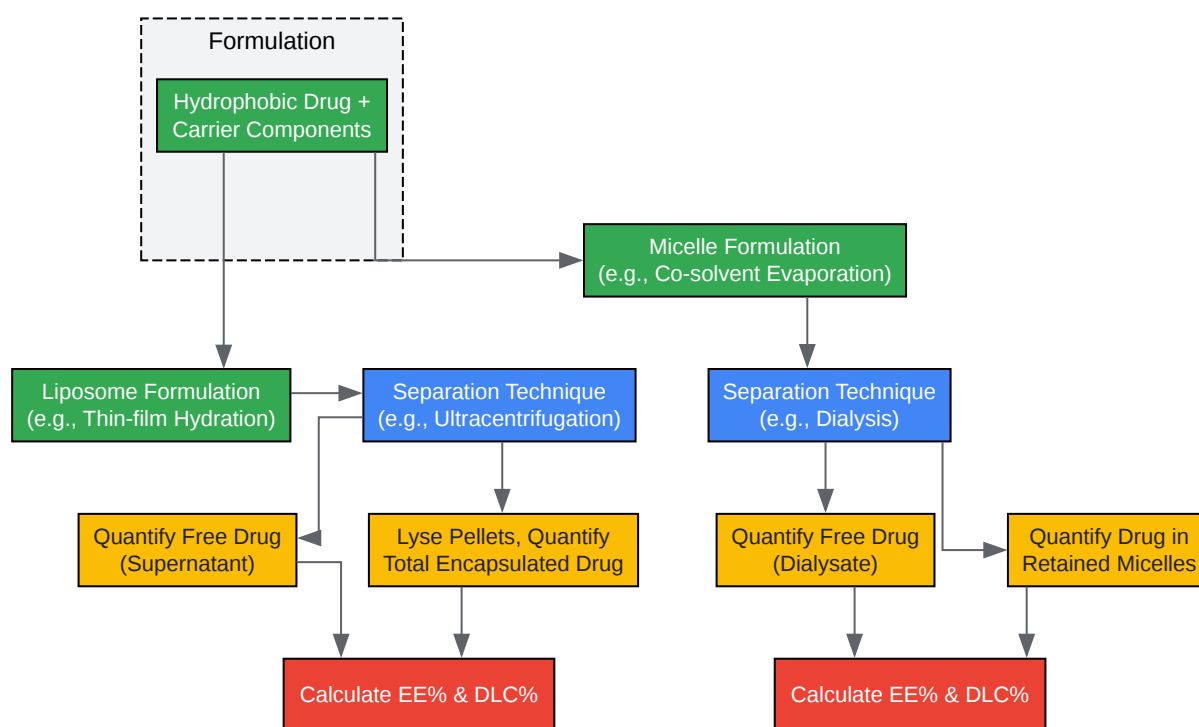 Formulation
Hydrophobic Drug +
Carrier Components
Micelle Formulation
(e.g., Co-solvent Evaporation)
Liposome Formulation
(e.g., Thin-film Hydration)
Separation Technique
(e.g., Ultracentrifugation)
Separation Technique
(e.g., Dialysis)
Quantify Free Drug
(Supernatant)
Lyse Pellets, Quantify
Total Encapsulated Drug
Quantify Free Drug
(Dialysate)
Quantify Drug in
Retained Micelles
Calculate EE% & DLC%
Calculate EE% & DLC%